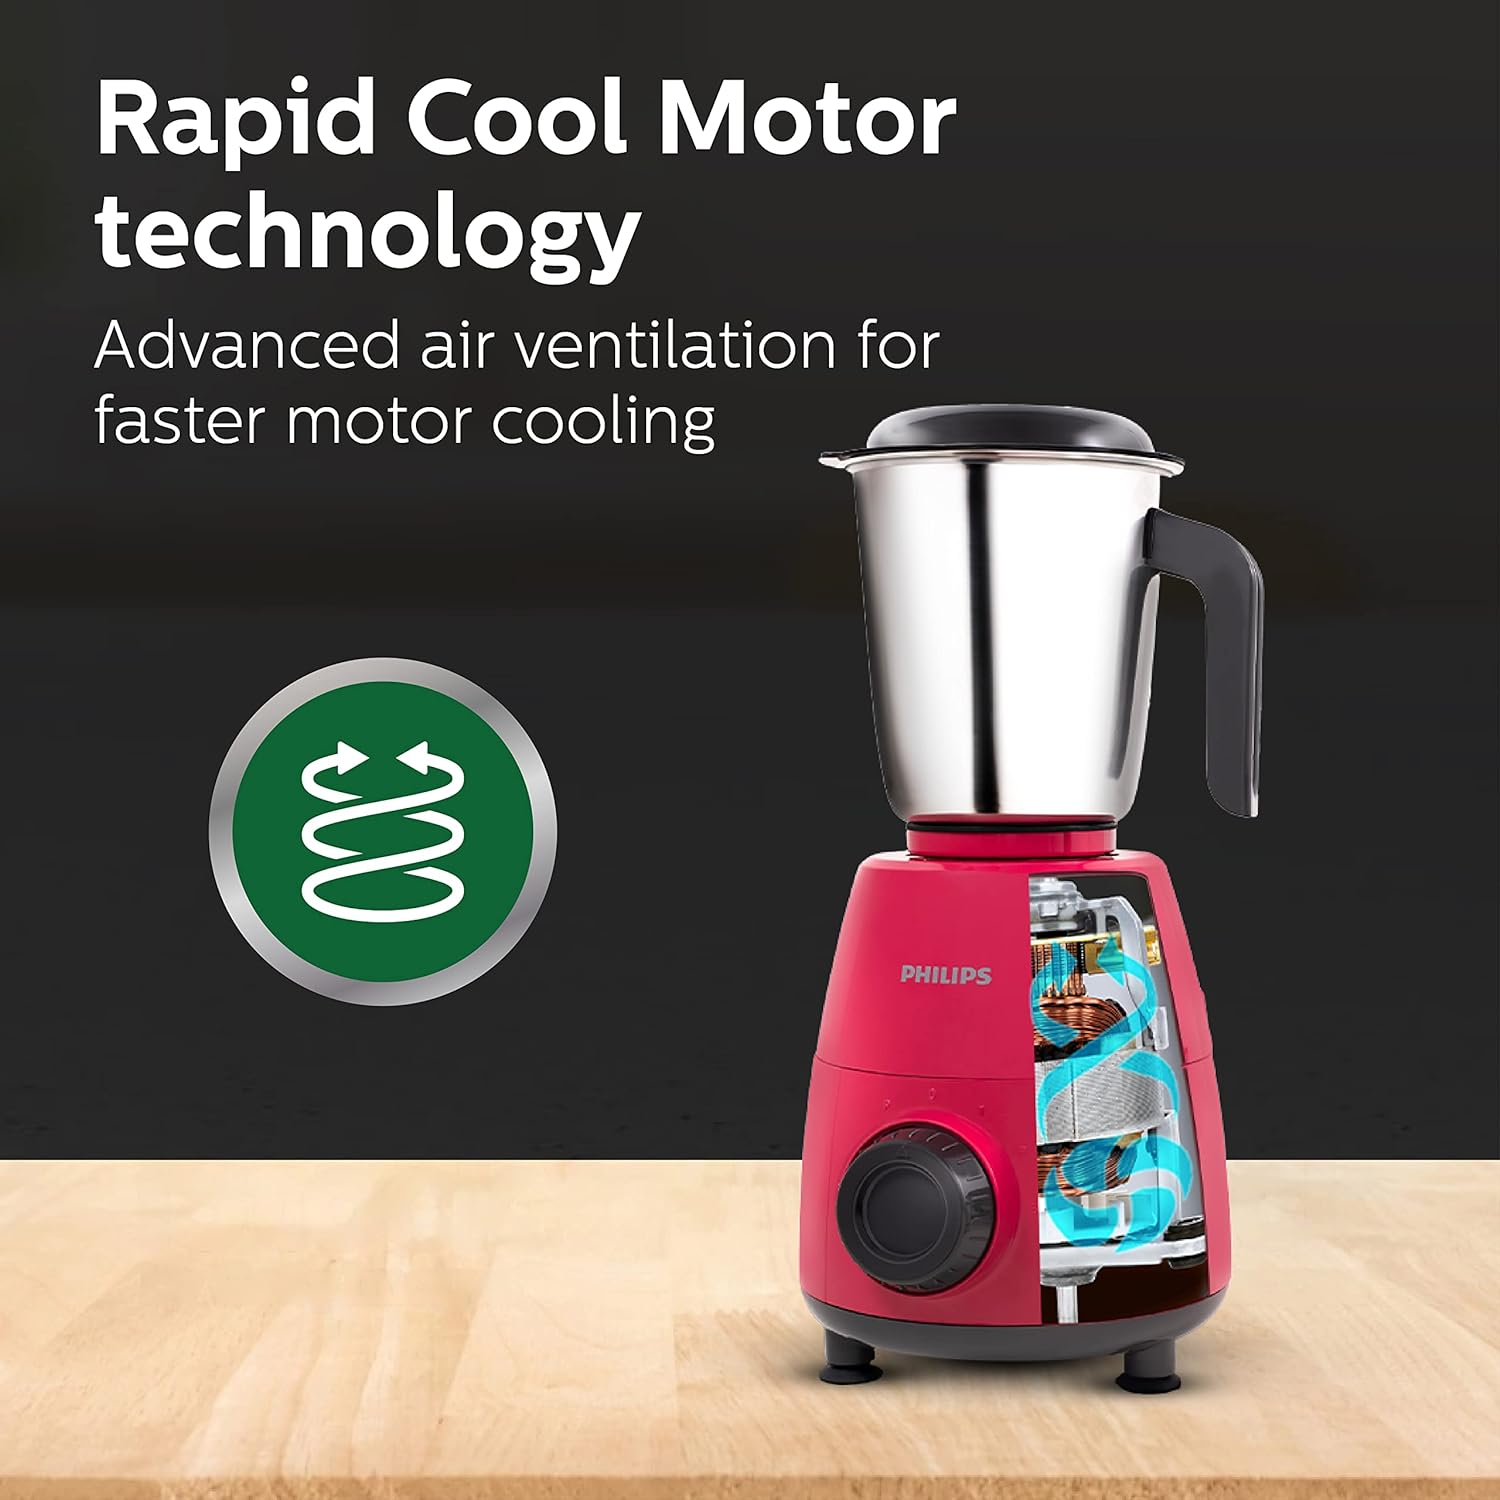 Rapid Cool Motor
technology
Advanced air ventilation for
faster motor cooling
PHILIPS